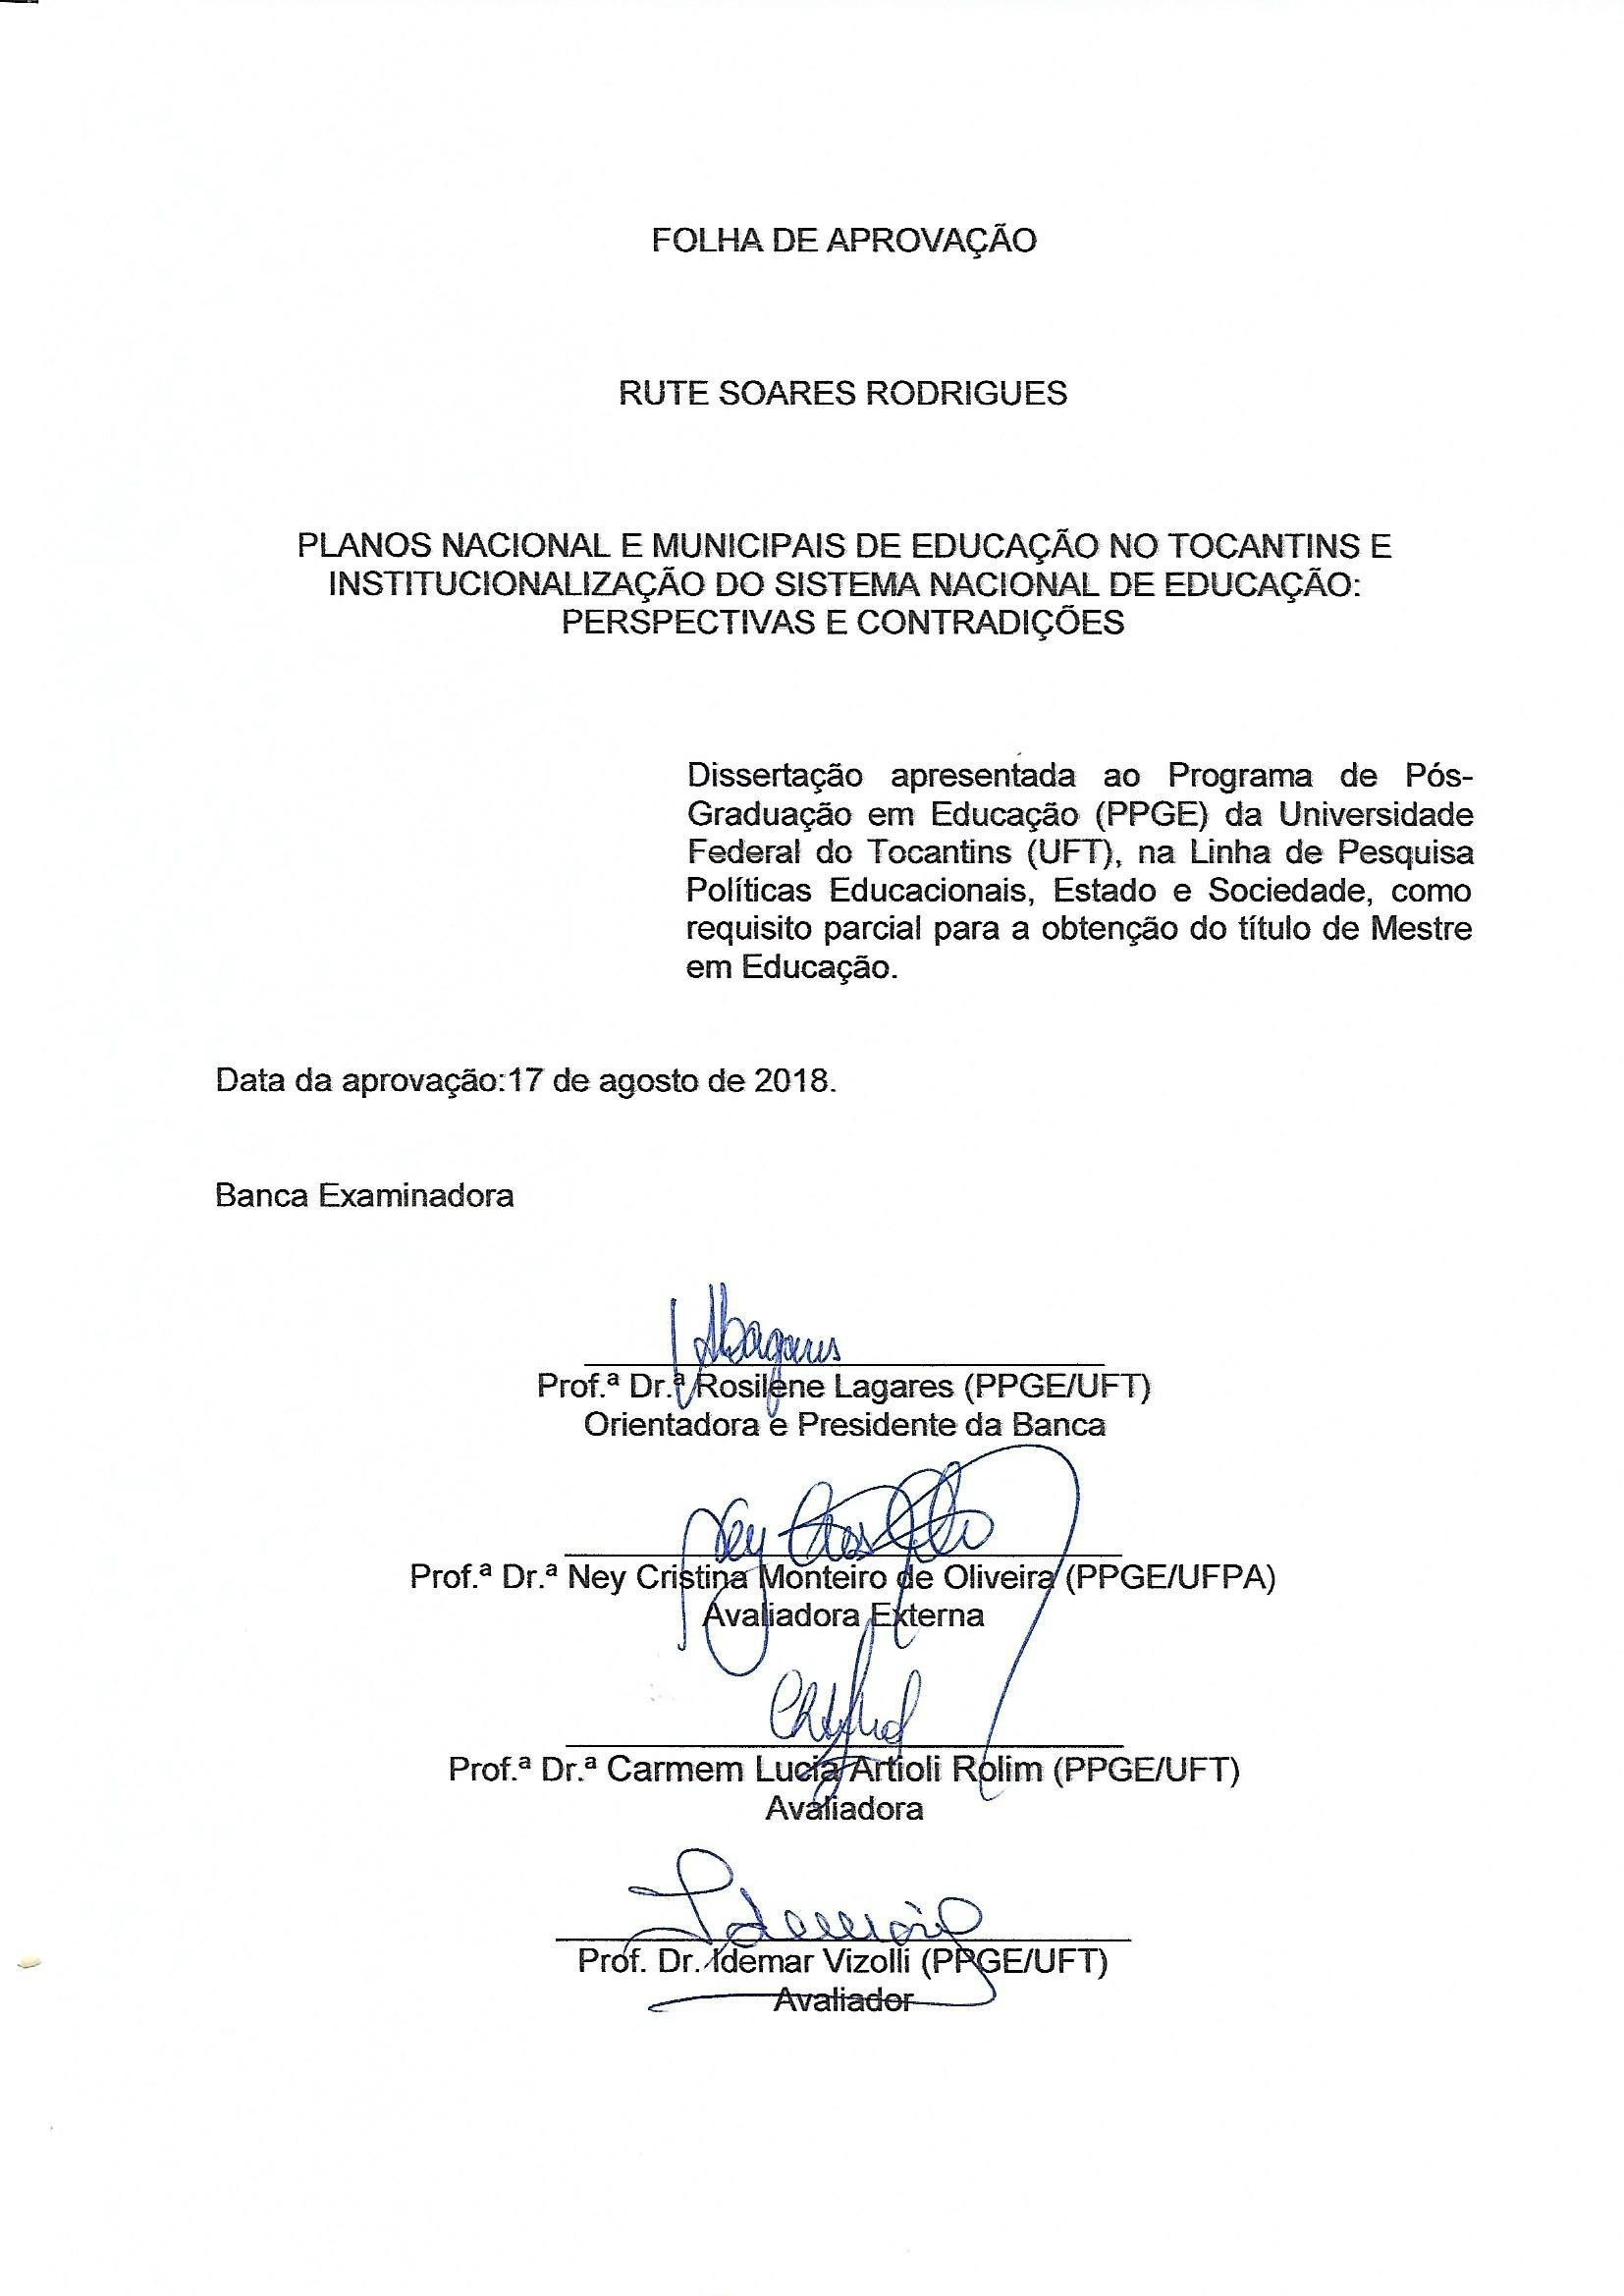 FOLHA DE APROVAÇÃO
RUTE SOARES RODRIGUES
PLANOS NACIONAL E MUNICIPAIS DE EDUCAÇÃO NO TOCANTINS E
INSTITUCIONALIZAÇÃO DO SISTEMA NACIONAL DE EDUCAÇÃO:
PERSPECTIVAS E CONTRADIÇÕES
Dissertação apresentada ao Programa de Pós-
Graduação em Educação (PPGE) da Universidade
Federal do Tocantins (UFT), na Linha de Pesquisa
Políticas Educacionais, Estado e Sociedade, como
requisito parcial para a obtenção do título de Mestre
em Educação.
Data da aprovação:17 de agosto de 2018.
Banca Examinadora
Prof.ª Dr.ª Rosilene Lagares (PPGE/UFT)
Orientadora e Presidente da Banca
Prof.ª Dr.ª Ney Cristina Monteiro de Oliveira (PPGE/UFPA)
Avaliadora Externa
Prof.ª Dr.ª Carmem Lucia Artioli Rolim (PPGE/UFT)
Avaliadora
Prof. Dr. Idemar Vizolli (PPGE/UFT)
Avaliador